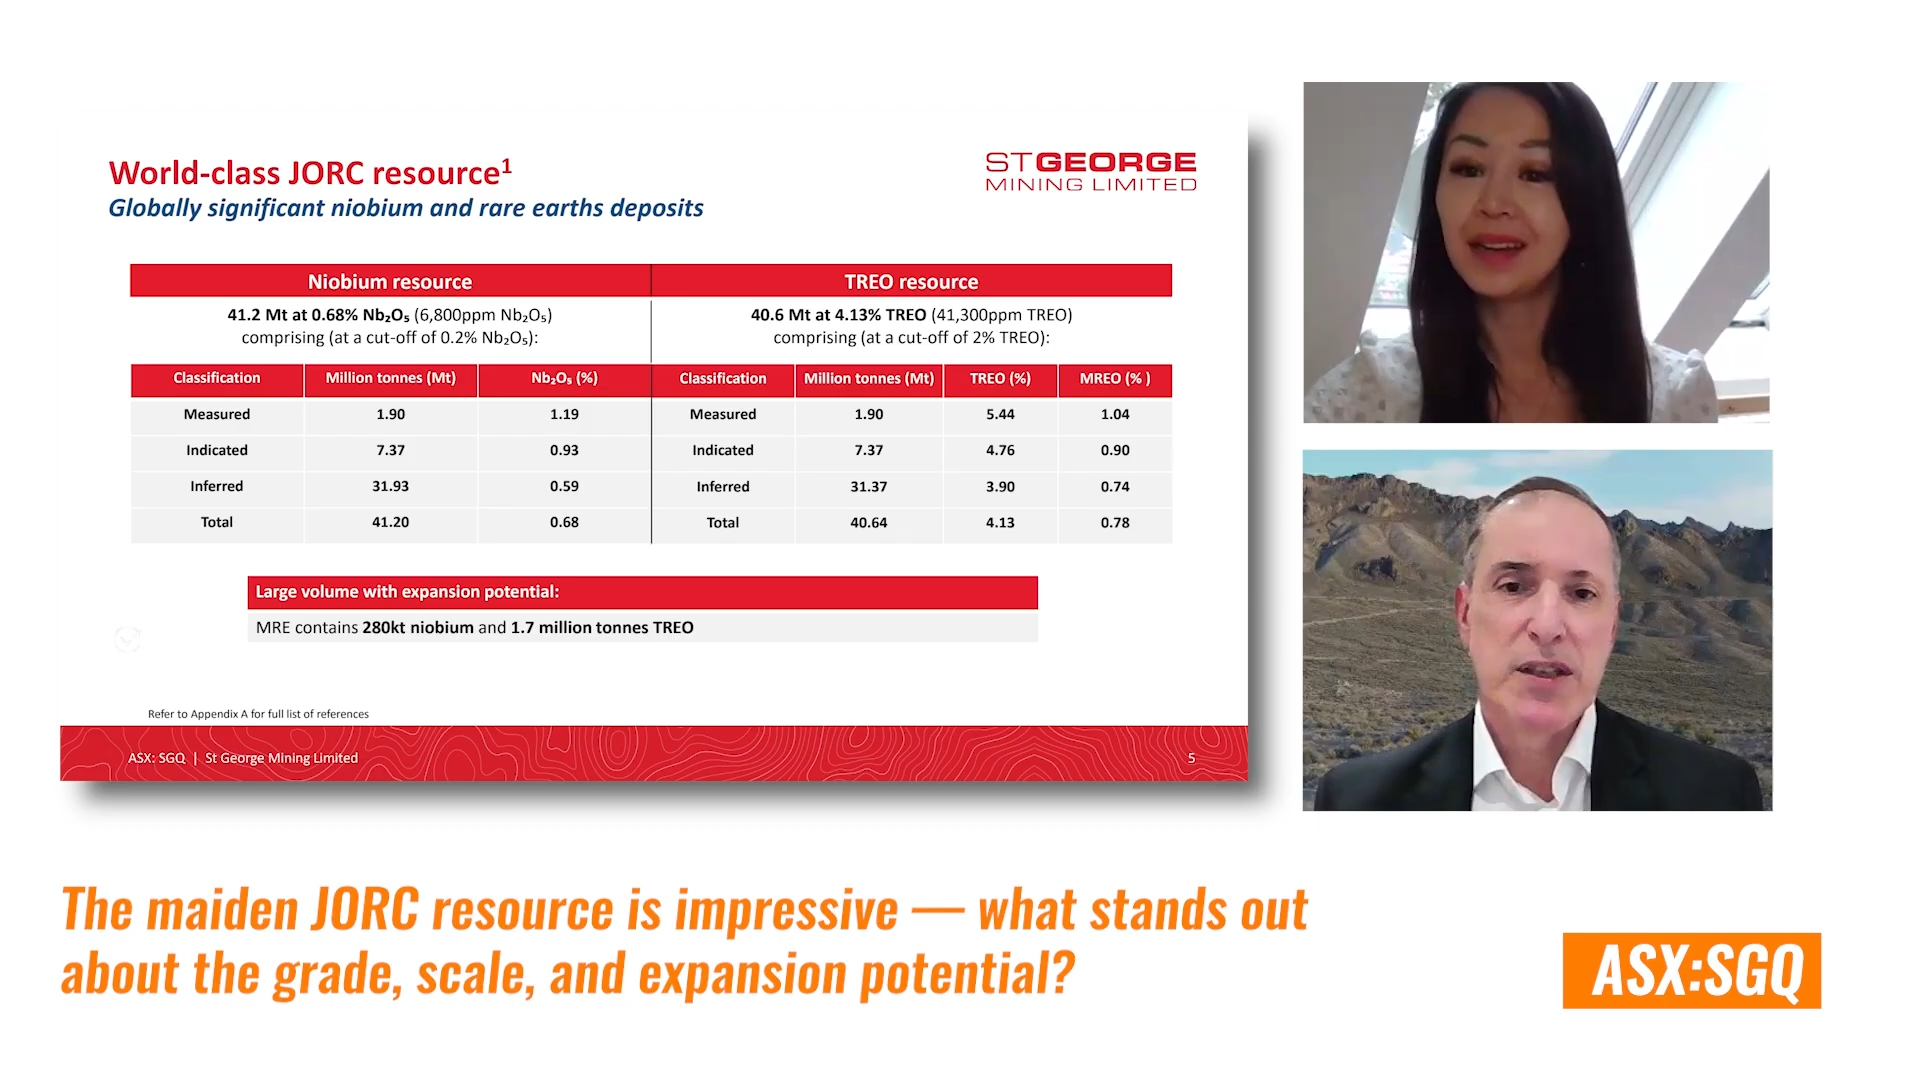 World-class JORC resource¹
Globally significant niobium and rare earths deposits
STGEORGE
MINING LIMITED
Niobium resource TREO resource
41.2 Mt at 0.68% Nb₂O₅ (6,800ppm Nb₂O₅)
comprising (at a cut-off of 0.2% Nb₂O₅):
40.6 Mt at 4.13% TREO (41,300ppm TREO)
comprising (at a cut-off of 2% TREO):
Classification Million tonnes (Mt) Nb₂O₅ (%) Classification Million tonnes (Mt) TREO (%) MREO (% )
Measured 1.90 1.19 Measured 1.90 5.44 1.04
Indicated 7.37 0.93 Indicated 7.37 4.76 0.90
Inferred 31.93 0.59 Inferred 31.37 3.90 0.74
Total 41.20 0.68 Total 40.64 4.13 0.78
Large volume with expansion potential:
MRE contains 280kt niobium and 1.7 million tonnes TREO
Refer to Appendix A for full list of references
ASX: SGQ | St George Mining Limited 5
The maiden JORC resource is impressive — what stands out
about the grade, scale, and expansion potential?
ASX:SGQ